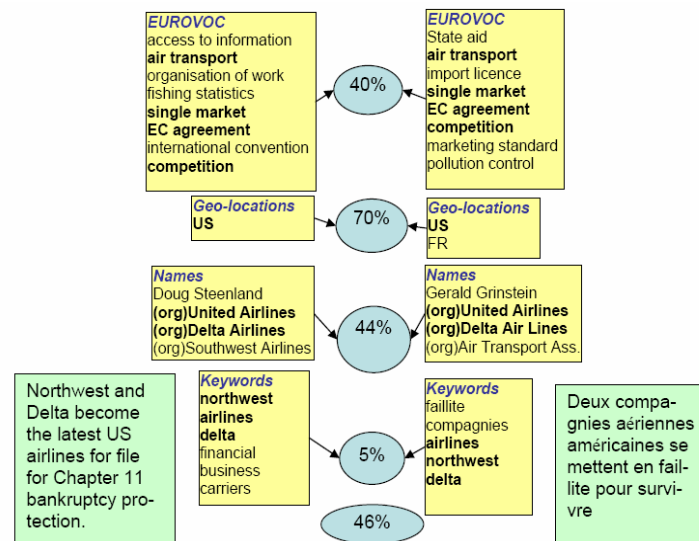 EUROVOC
access to information
air transport
organisation of work
fishing statistics
single market
EC agreement
international convention
competition
40%
EUROVOC
State aid
air transport
import licence
single market
EC agreement
competition
marketing standard
pollution control
Geo-locations
US
70%
Geo-locations
US
FR
Names
Doug Steenland
(org)United Airlines
(org)Delta Airlines
(org)Southwest Airlines
44%
Names
Gerald Grinstein
(org)United Airlines
(org)Delta Air Lines
(org)Air Transport Ass.
Northwest and
Delta become
the latest US
airlines for file
for Chapter 11
bankruptcy pro-
tection.
Keywords
northwest
airlines
delta
financial
business
carriers
5%
Keywords
faillite
compagnies
airlines
northwest
delta
Deux compa-
gnies aériennes
américaines se
mettent en fail-
lite pour survi-
vre
46%